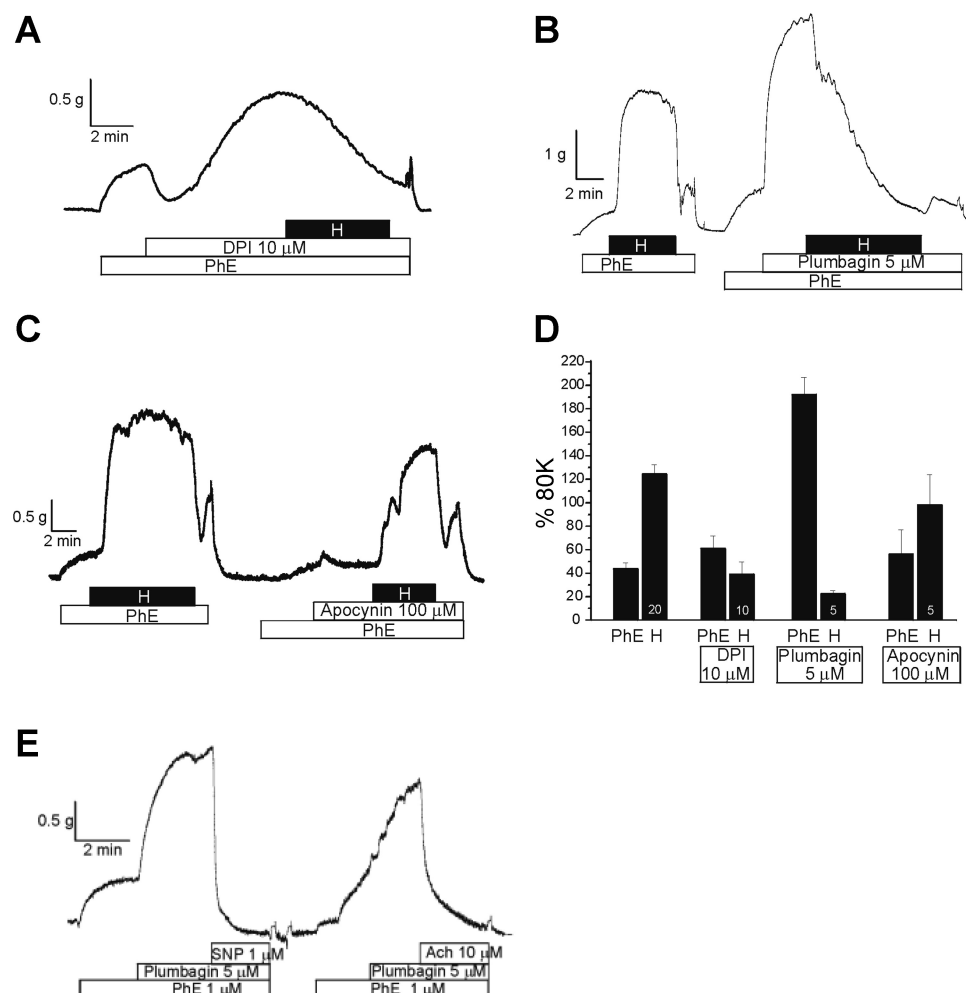 A
0.5 g
2 min
H
DPI 10 μM
PhE
B
1 g
2 min
H
PhE
H
Plumbagin 5 μM
PhE
C
0.5 g
2 min
H
PhE
H
Apocynin 100 μM
PhE
D
% 80K
220
200
180
160
140
120
100
80
60
40
20
0
20
10
5
5
PhE H PhE H PhE H PhE H
DPI
10 μM
Plumbagin
5 μM
Apocynin
100 μM
E
0.5 g
2 min
SNP 1 μM
Plumbagin 5 μM
PhE 1 μM
Ach 10 μM
Plumbagin 5 μM
PhE 1 μM